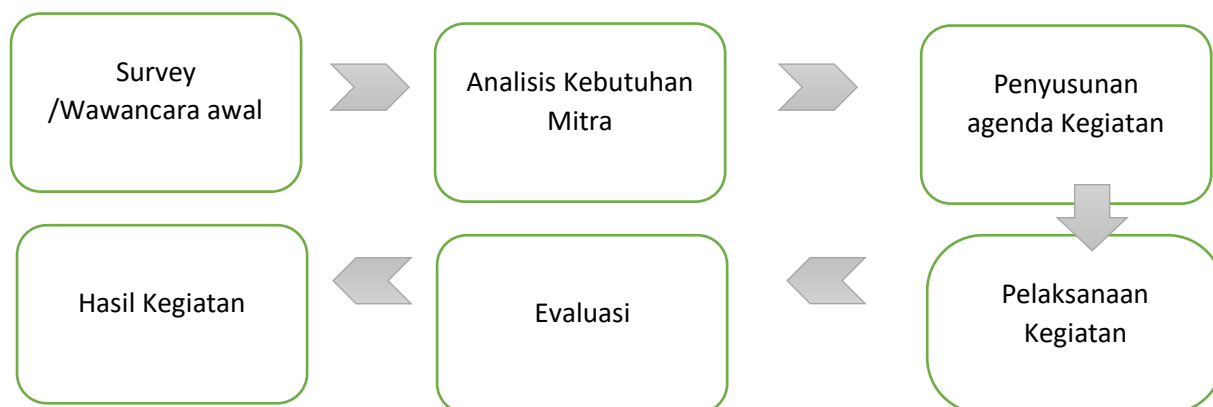 Survey
/Wawancara awal
Analisis Kebutuhan
Mitra
Penyusunan
agenda Kegiatan
Pelaksanaan
Kegiatan
Evaluasi
Hasil Kegiatan